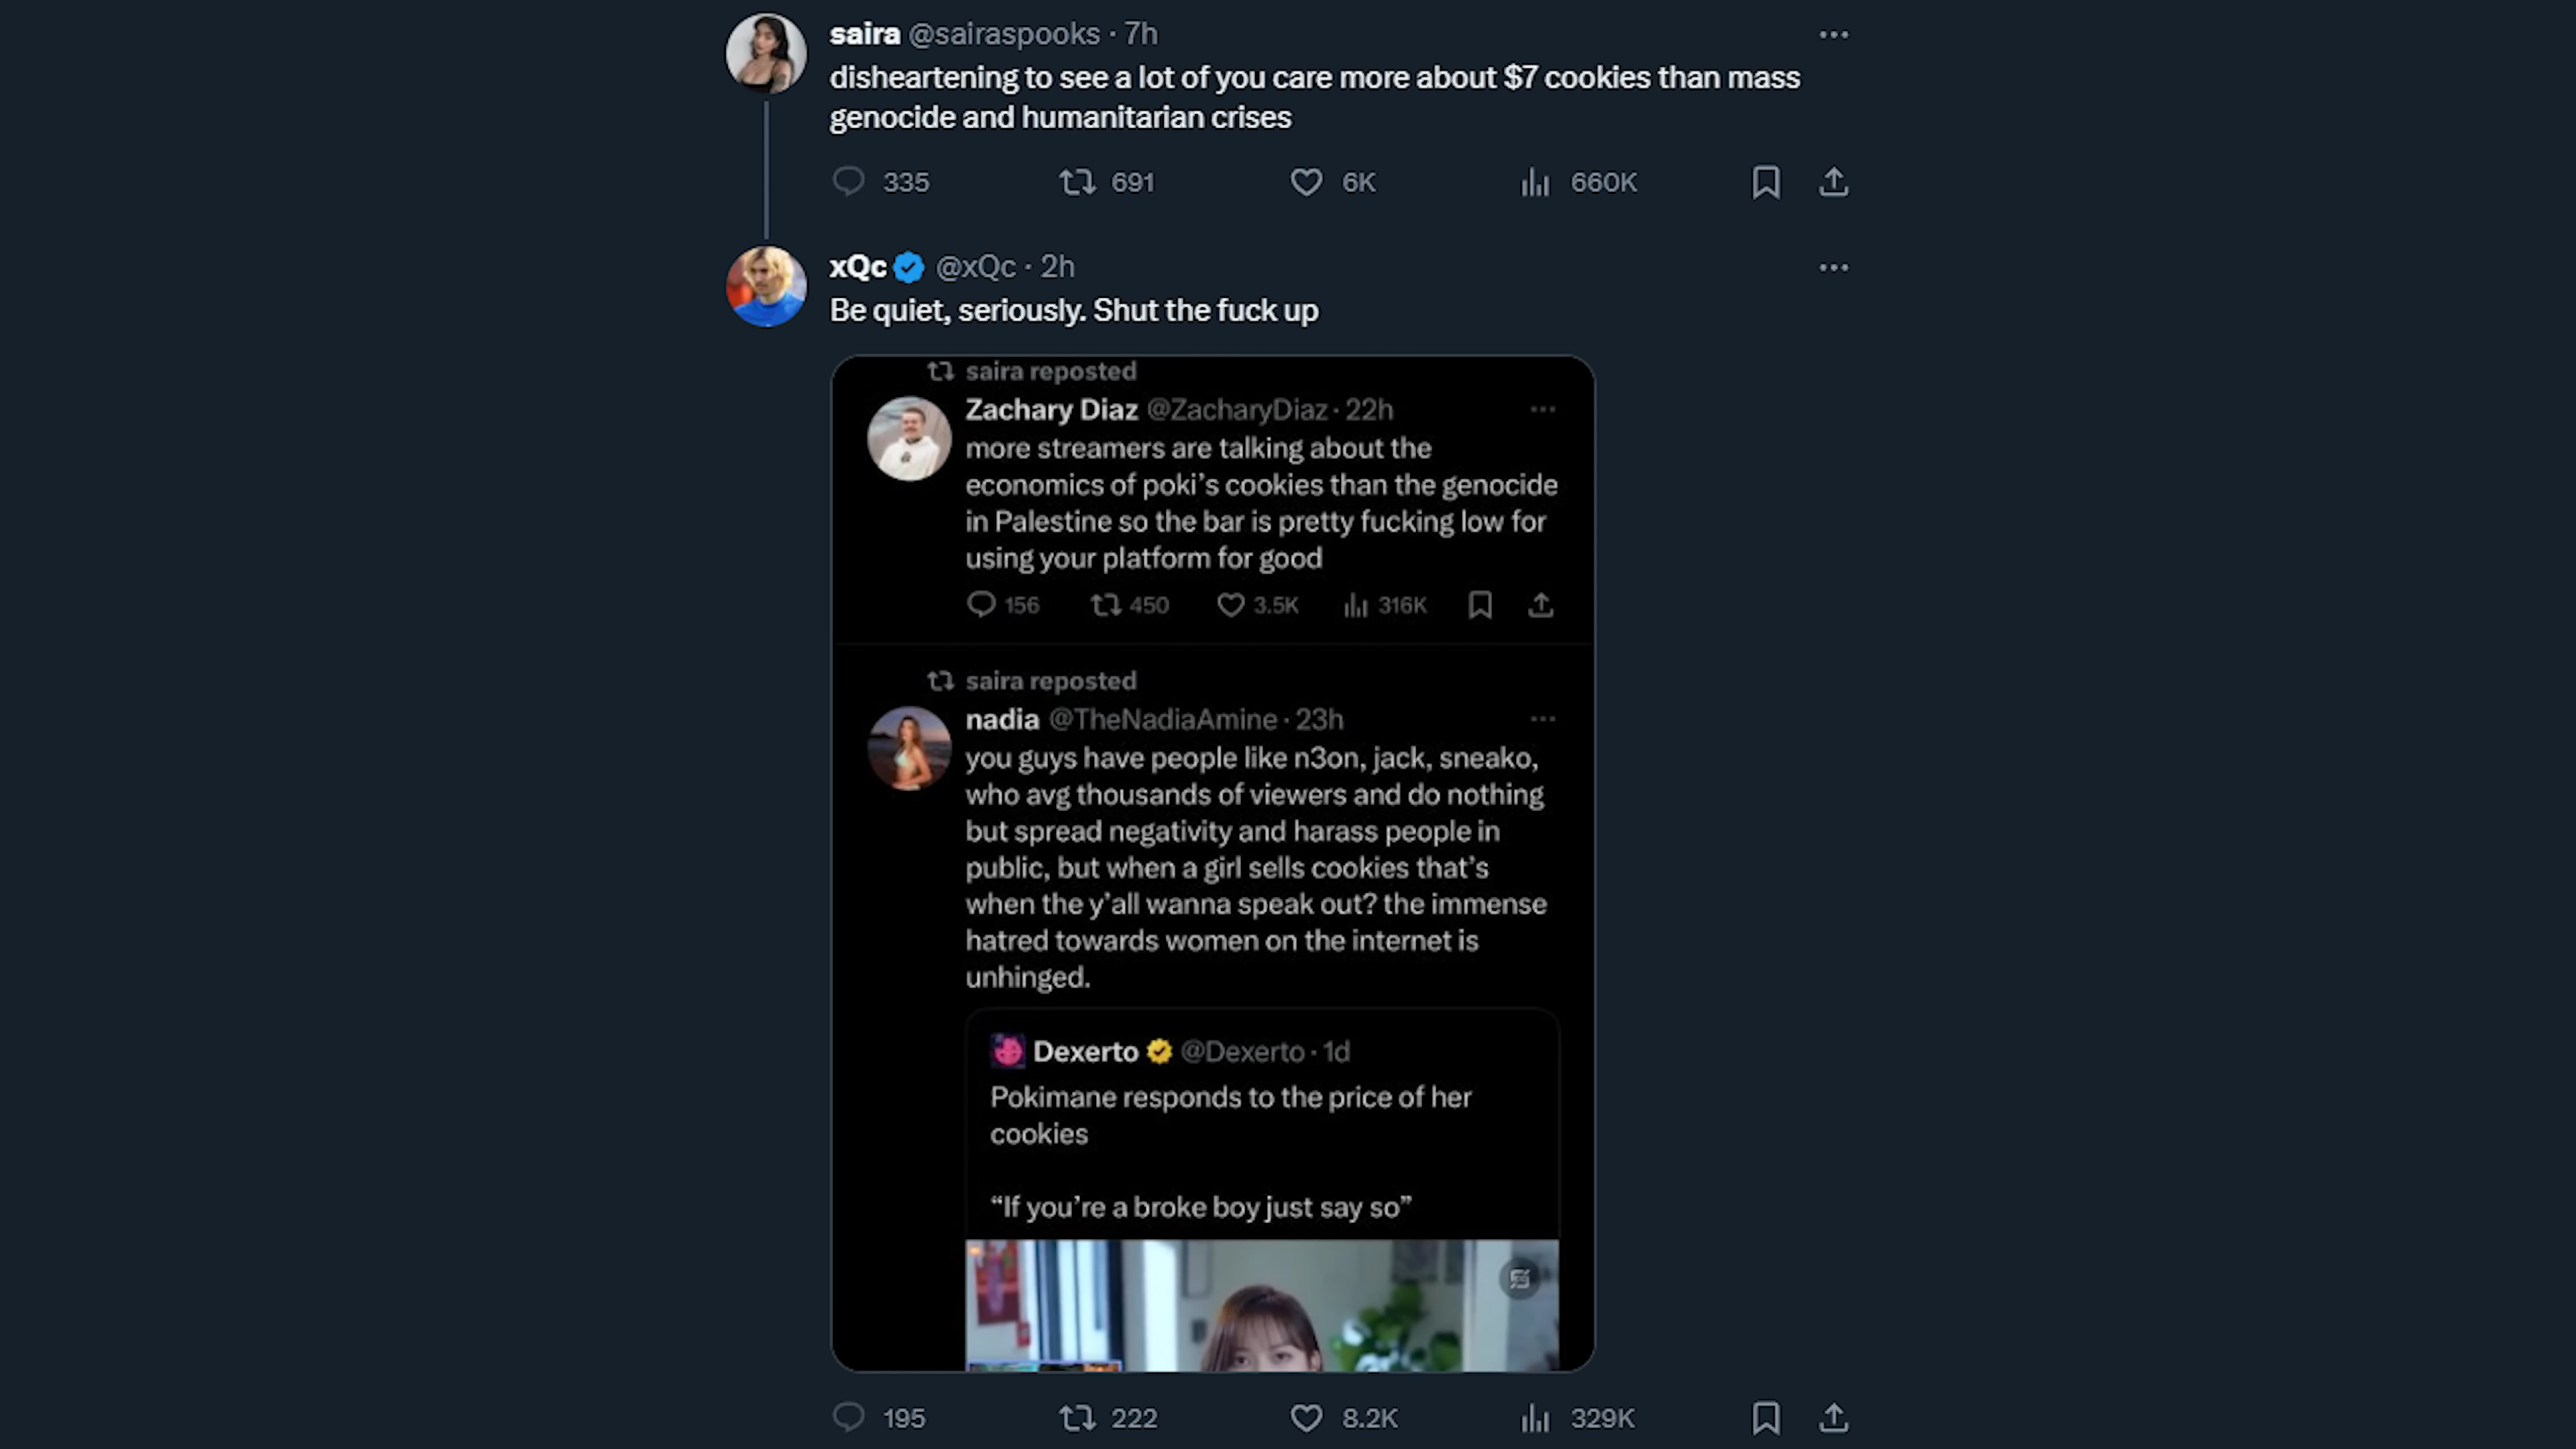 saira @sairaspooks · 7h
disheartening to see a lot of you care more about $7 cookies than mass
genocide and humanitarian crises
335 691 6K 660K
xQc @xQc · 2h
Be quiet, seriously. Shut the fuck up
saira reposted
Zachary Diaz @ZacharyDiaz · 22h
more streamers are talking about the
economics of poki’s cookies than the genocide
in Palestine so the bar is pretty fucking low for
using your platform for good
156 450 3.5K 316K
saira reposted
nadia @TheNadiaAmine · 23h
you guys have people like n3on, jack, sneako,
who avg thousands of viewers and do nothing
but spread negativity and harass people in
public, but when a girl sells cookies that’s
when the y’all wanna speak out? the immense
hatred towards women on the internet is
unhinged.
Dexerto @Dexerto · 1d
Pokimane responds to the price of her
cookies
“If you’re a broke boy just say so”
195 222 8.2K 329K